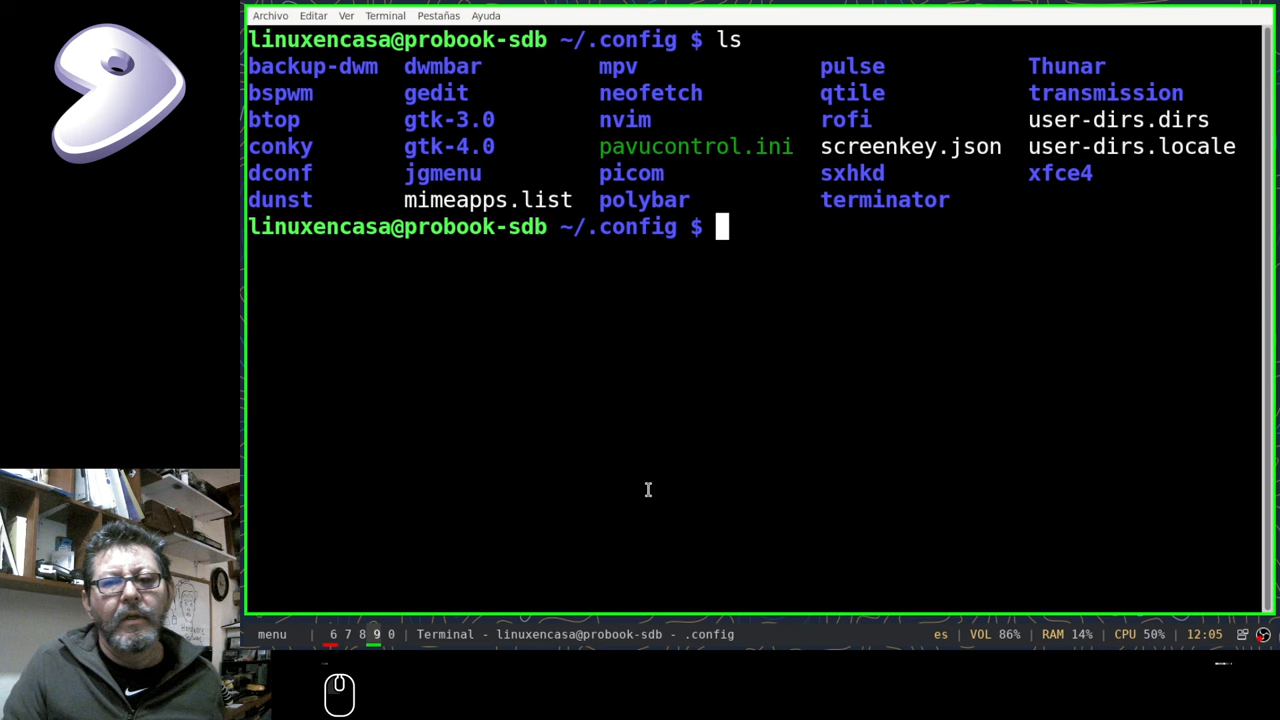 Archivo Editar Ver Terminal Pestañas Ayuda
linuxencasa@probook-sdb ~/.config $ ls
backup-dwm dwmbar mpv pulse Thunar
bspwm gedit neofetch qtile transmission
btop gtk-3.0 nvim rofi user-dirs.dirs
conky gtk-4.0 pavucontrol.ini screenkey.json user-dirs.locale
dconf jgmenu picom sxhkd xfce4
dunst mimeapps.list polybar terminator
linuxencasa@probook-sdb ~/.config $
menu | 6 7 8 9 0 | Terminal - linuxencasa@probook-sdb - .config es | VOL 86% | RAM 14% | CPU 50% | 12:05